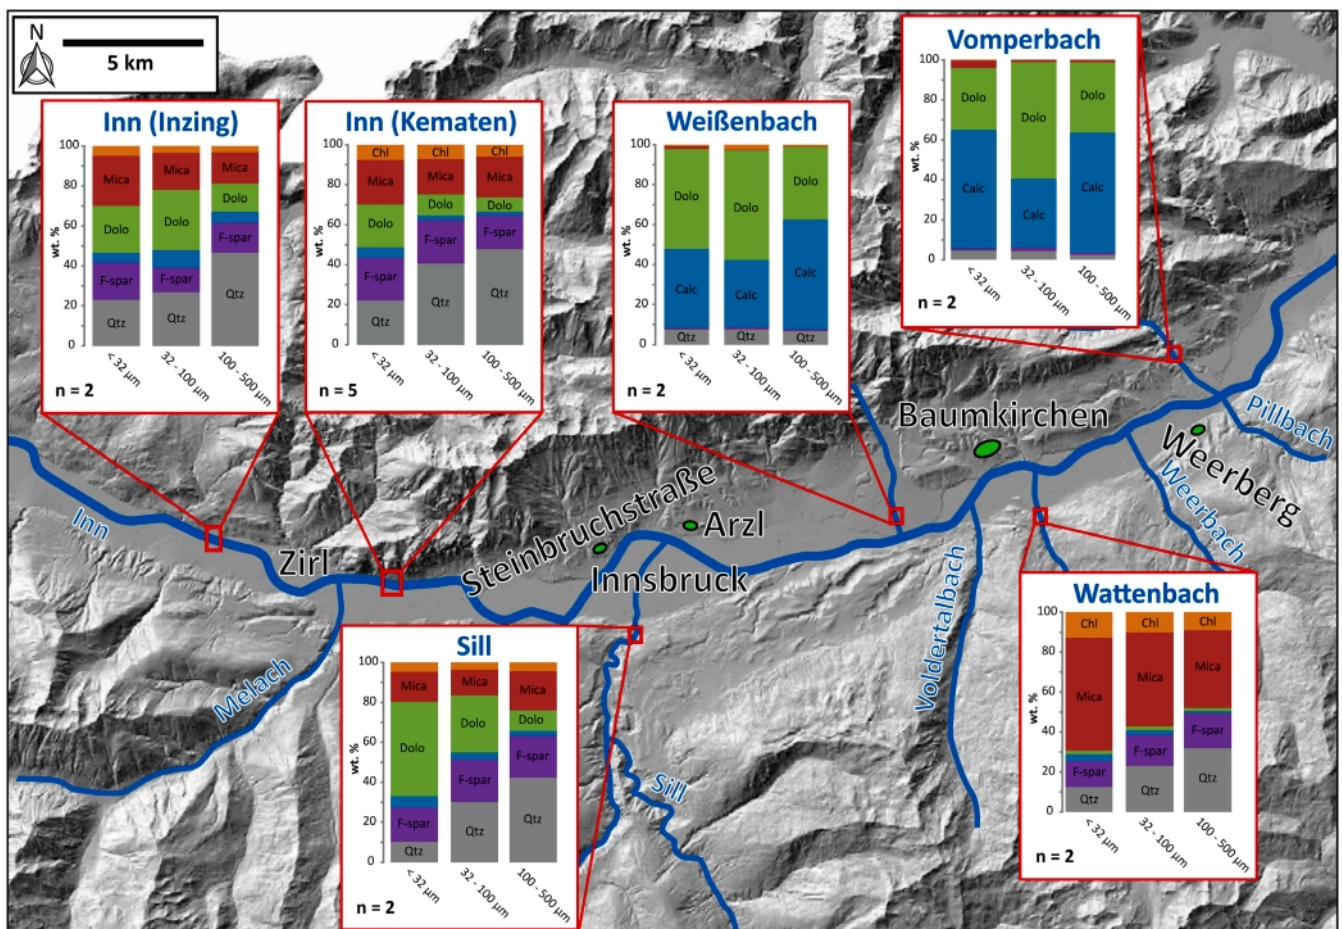 N
5 km
Inn (Inzing)
100
80
60
40
20
0
wt. %
Mica
Dolo
F-spar
Qtz
Mica
Dolo
F-spar
Qtz
Mica
Dolo
F-spar
Qtz
< 32 µm
32 - 100 µm
100 - 500 µm
n = 2
Inn (Kematen)
100
80
60
40
20
0
wt. %
Chl
Mica
Dolo
F-spar
Qtz
Chl
Mica
Dolo
F-spar
Qtz
Chl
Mica
Dolo
F-spar
Qtz
< 32 µm
32 - 100 µm
100 - 500 µm
n = 5
Weißenbach
100
80
60
40
20
0
wt. %
Dolo
Calc
Qtz
Dolo
Calc
Qtz
Dolo
Calc
Qtz
< 32 µm
32 - 100 µm
100 - 500 µm
n = 2
Vomperbach
100
80
60
40
20
0
wt. %
Dolo
Calc
Dolo
Calc
Dolo
Calc
< 32 µm
32 - 100 µm
100 - 500 µm
n = 2
Baumkirchen
Pillbach
Weerberg
Weerbach
Steinbruchstraße
Arzl
Inn
Zirl
Innsbruck
Melach
Voldertalbach
Sill
Sill
100
80
60
40
20
0
wt. %
Mica
Dolo
F-spar
Qtz
Mica
Dolo
F-spar
Qtz
Mica
Dolo
F-spar
Qtz
< 32 µm
32 - 100 µm
100 - 500 µm
n = 2
Wattenbach
100
80
60
40
20
0
wt. %
Chl
Mica
F-spar
Qtz
Chl
Mica
F-spar
Qtz
Chl
Mica
F-spar
Qtz
< 32 µm
32 - 100 µm
100 - 500 µm
n = 2